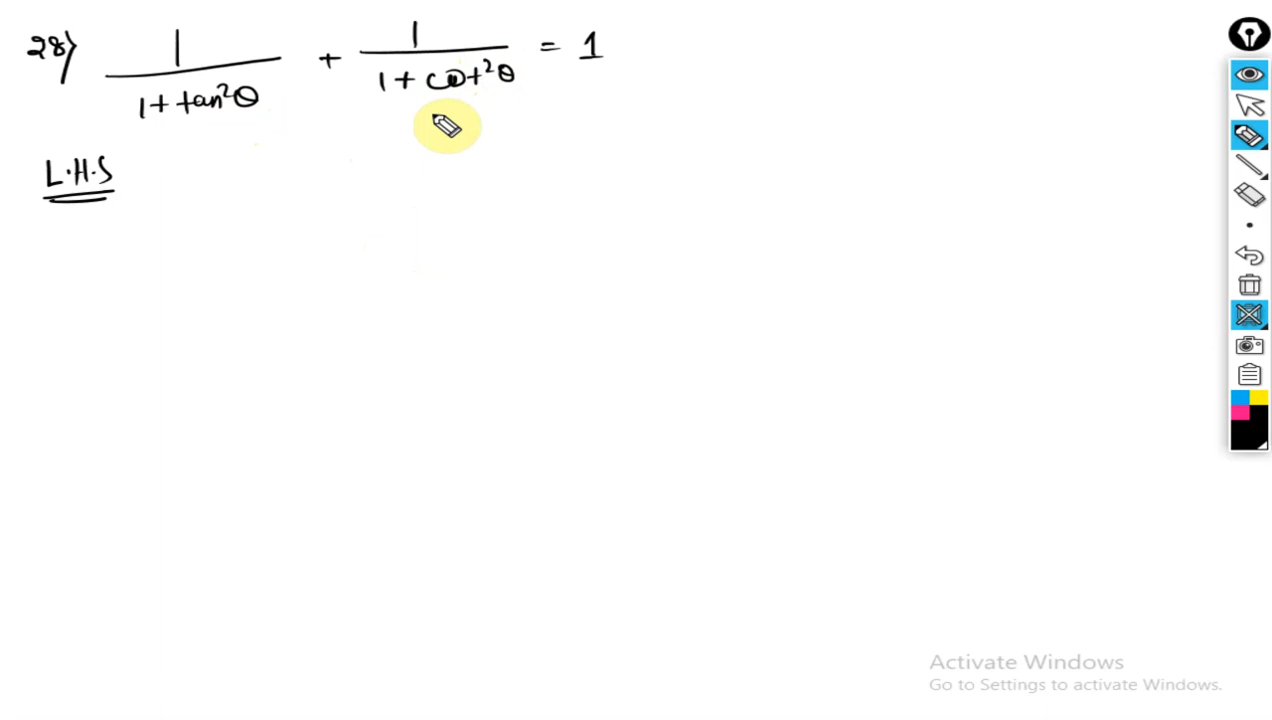 28) 1/(1 + tan²θ) + 1/(1 + cot²θ) = 1
L.H.S
Activate Windows
Go to Settings to activate Windows.